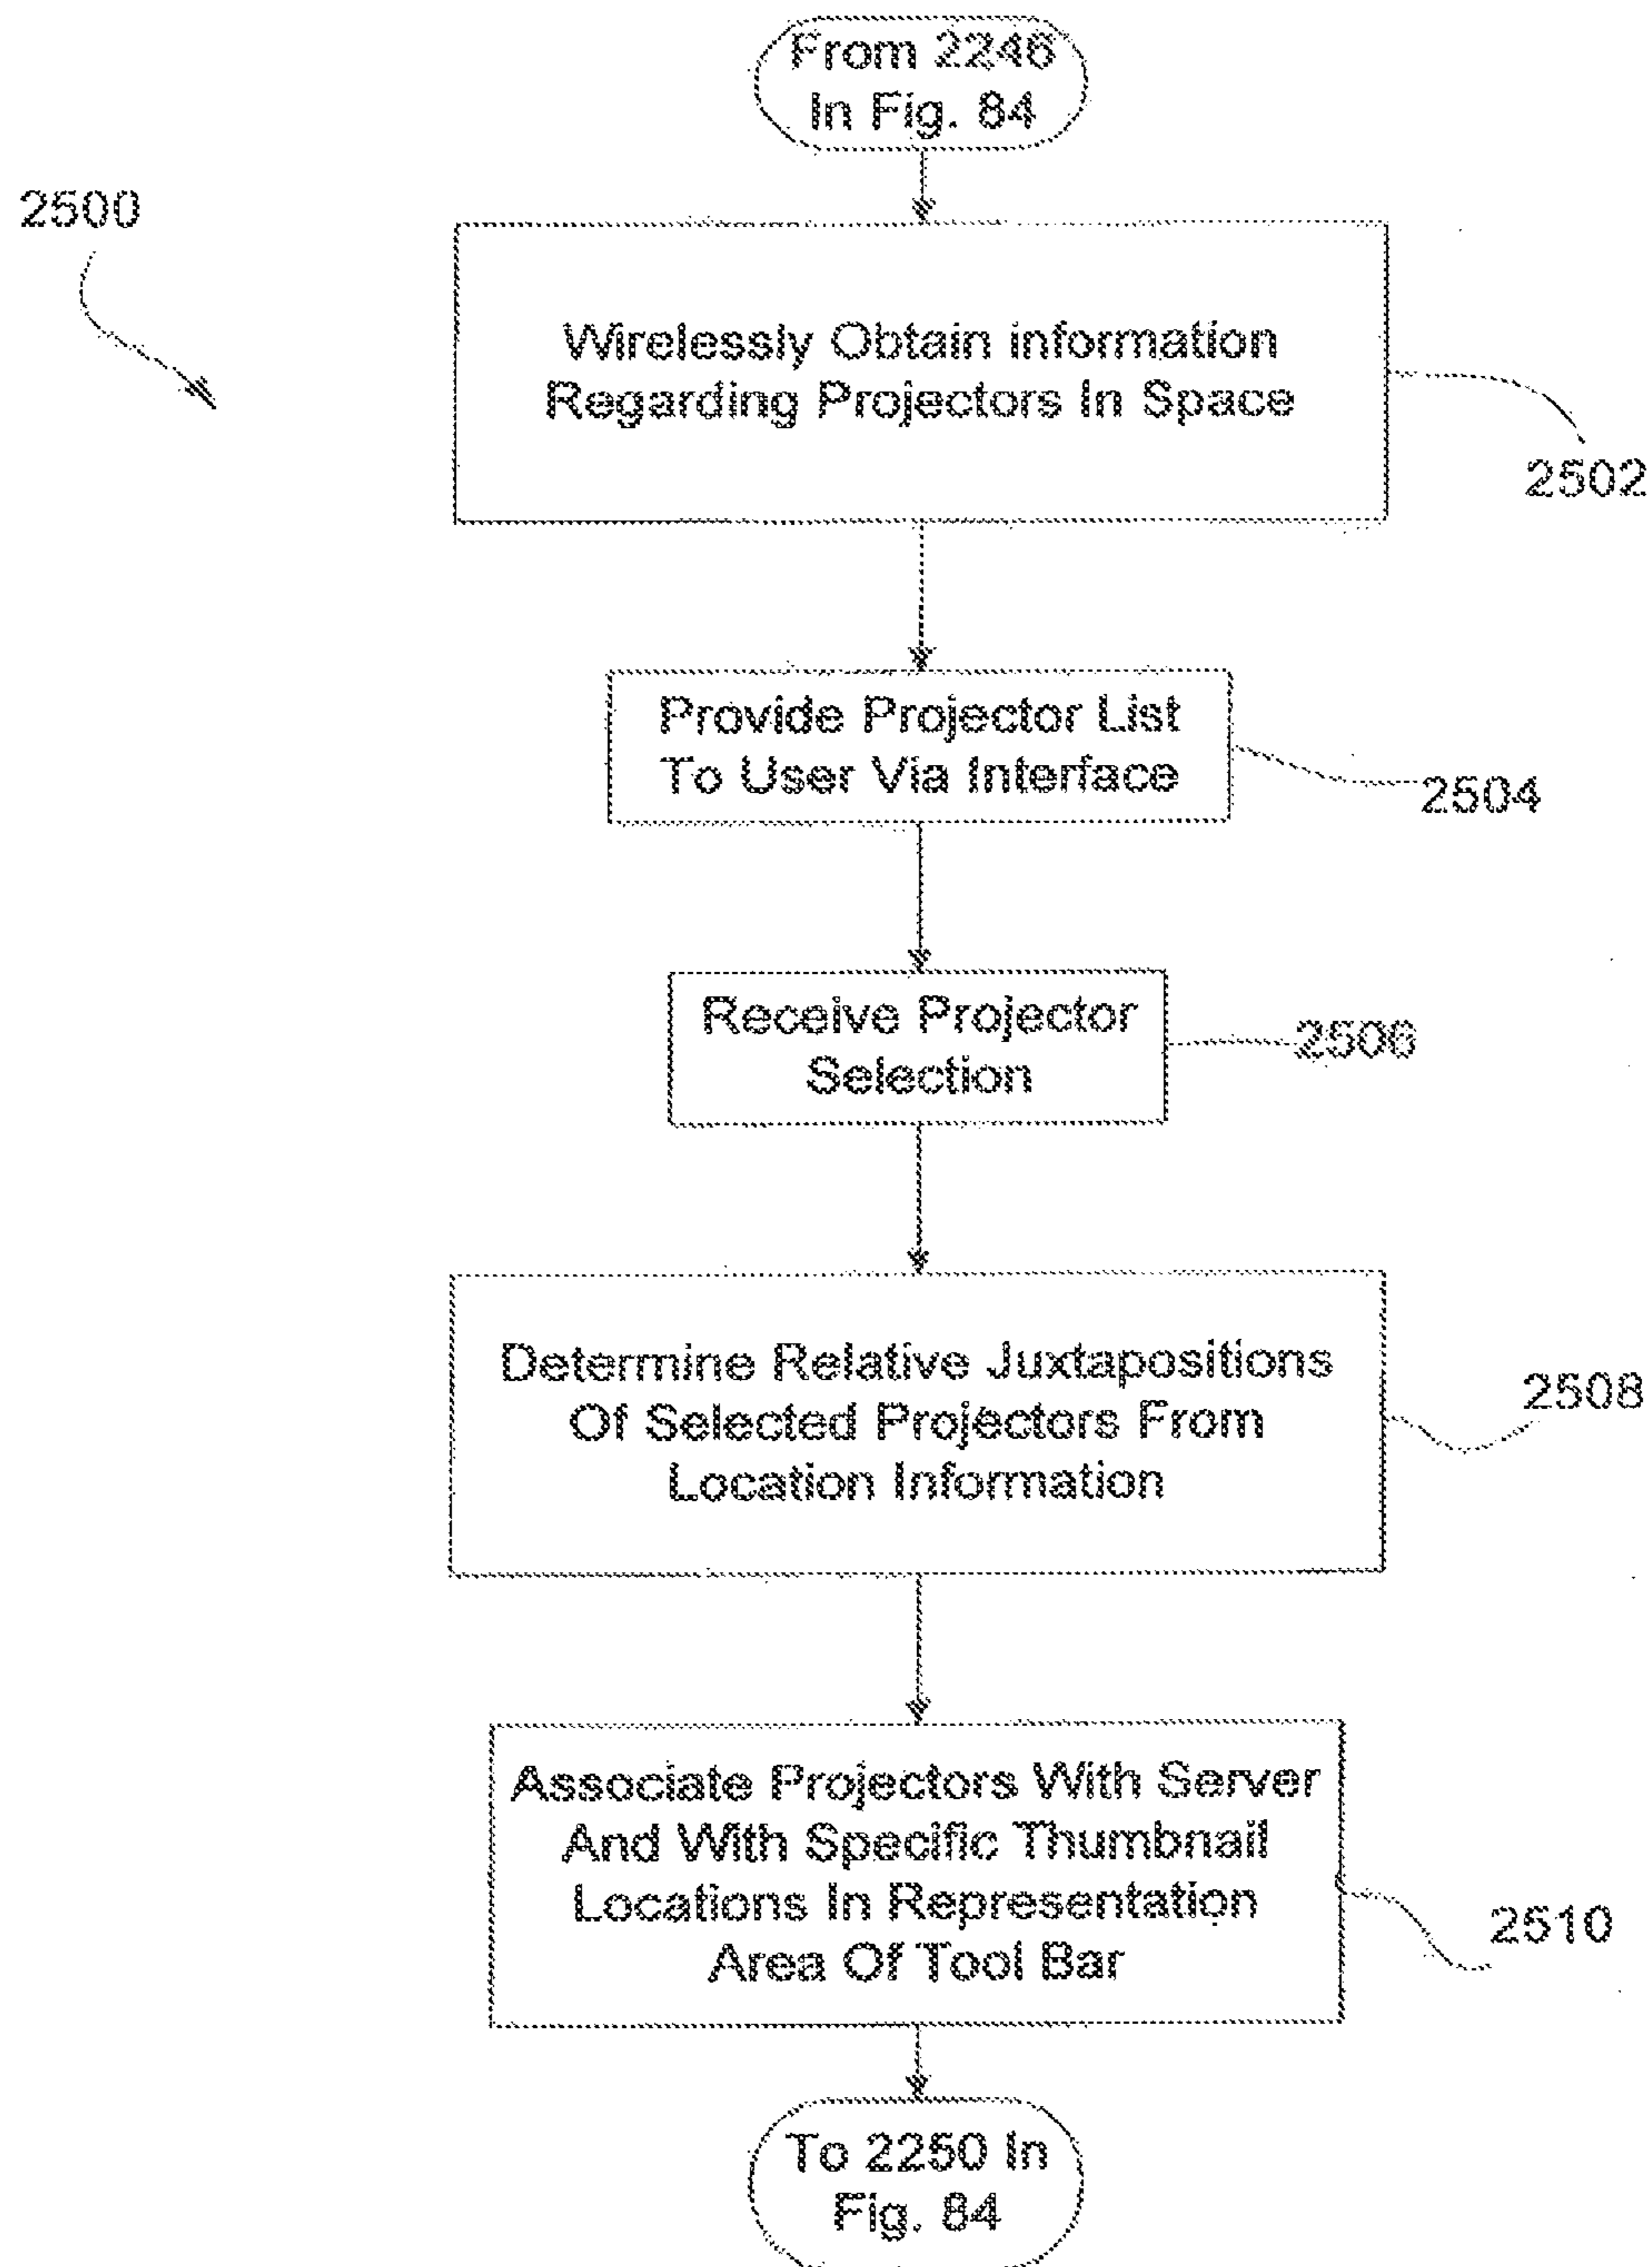 From 2246
In Fig. 84
2500
Wirelessly Obtain information
Regarding Projectors In Space
2502
Provide Projector List
To User Via Interface
2504
Receive Projector
Selection
2506
Determine Relative Juxtapositions
Of Selected Projectors From
Location Information
2508
Associate Projectors With Server
And With Specific Thumbnail
Locations In Representation
Area Of Tool Bar
2510
To 2250 In
Fig. 84